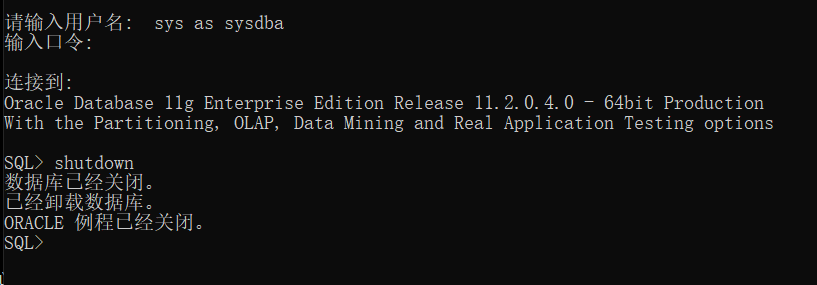 请输入用户名:  sys as sysdba
输入口令:
连接到:
Oracle Database 11g Enterprise Edition Release 11.2.0.4.0 - 64bit Production
With the Partitioning, OLAP, Data Mining and Real Application Testing options
SQL> shutdown
数据库已经关闭。
已经卸载数据库。
ORACLE 例程已经关闭。
SQL>